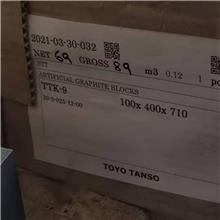 2021-03-30-032
NET 69 GROSS 89 m3 0.12 1
ARTIFICIAL GRAPHITE BLOCKS
TTK-9 100x 400x 710
TOYO TANSO